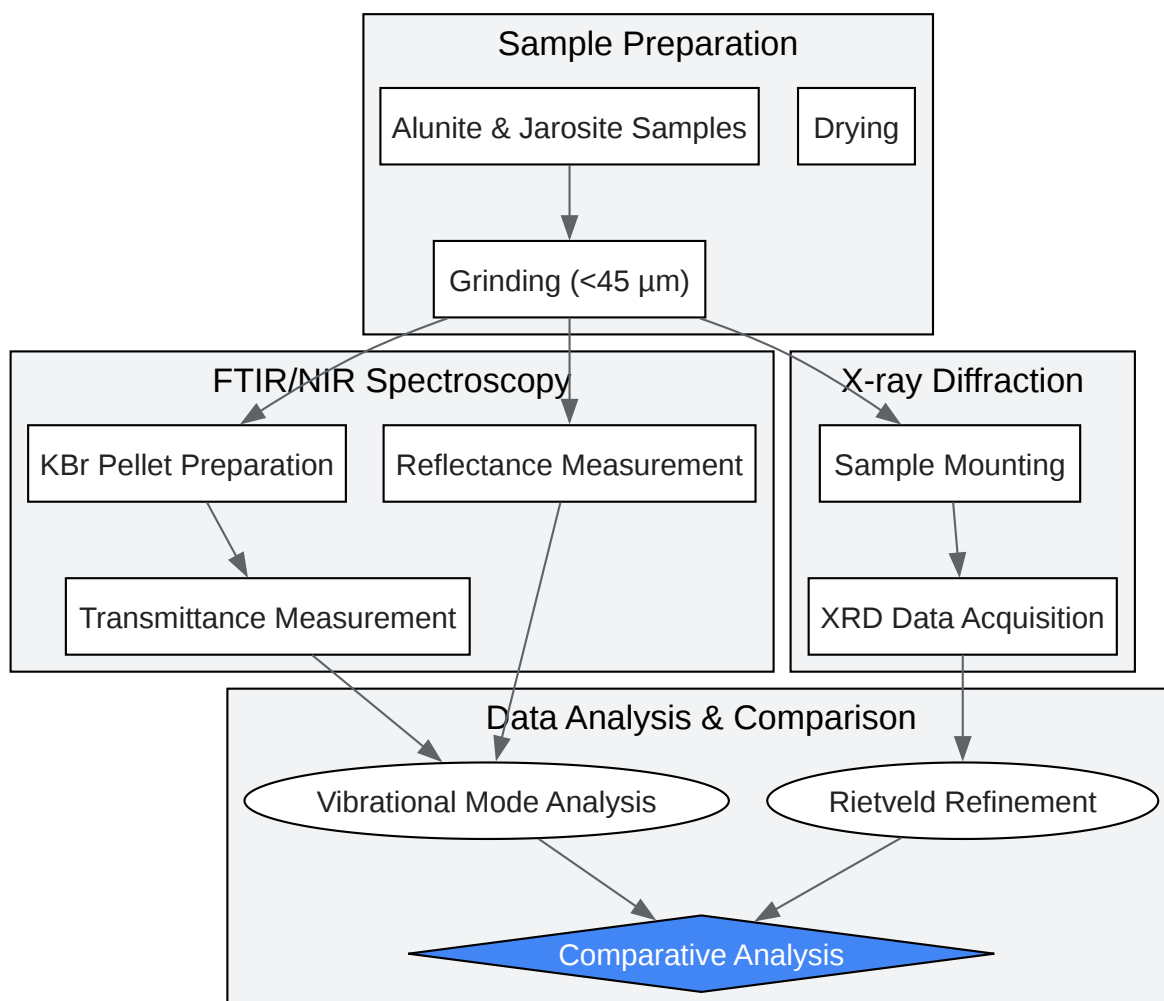 Sample Preparation
Alunite & Jarosite Samples
Drying
Grinding (<45 µm)
FTIR/NIR Spectroscopy
X-ray Diffraction
KBr Pellet Preparation
Reflectance Measurement
Sample Mounting
Transmittance Measurement
XRD Data Acquisition
Data Analysis & Comparison
Vibrational Mode Analysis
Rietveld Refinement
Comparative Analysis